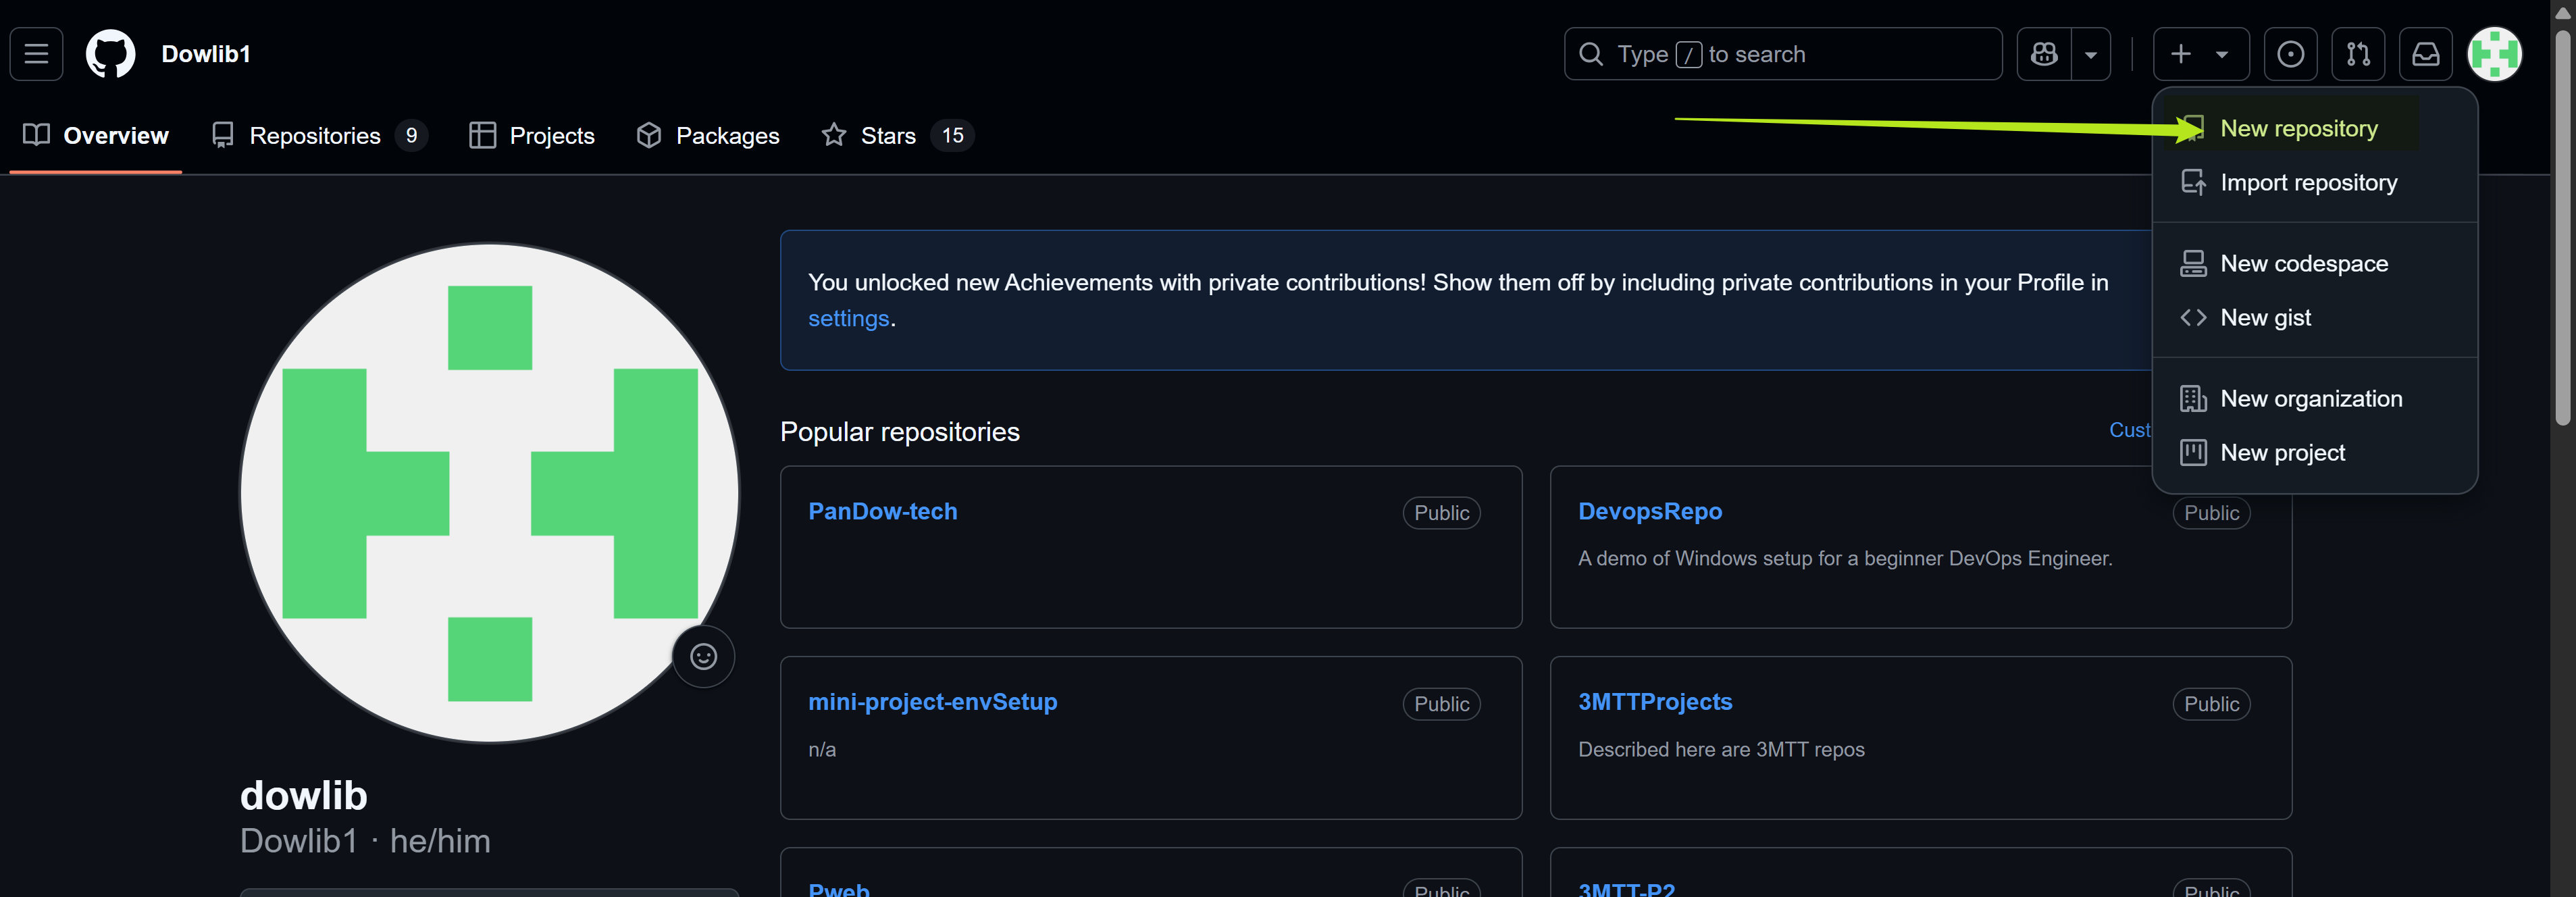 Dowlib1
Type / to search
Overview
Repositories 9
Projects
Packages
Stars 15
New repository
Import repository
New codespace
New gist
New organization
New project
You unlocked new Achievements with private contributions! Show them off by including private contributions in your Profile in
settings.
Popular repositories
Cust
PanDow-tech
Public
DevopsRepo
Public
A demo of Windows setup for a beginner DevOps Engineer.
mini-project-envSetup
Public
n/a
3MTTProjects
Public
Described here are 3MTT repos
Pweb
Public
3MTT-P2
Public
dowlib
Dowlib1 · he/him